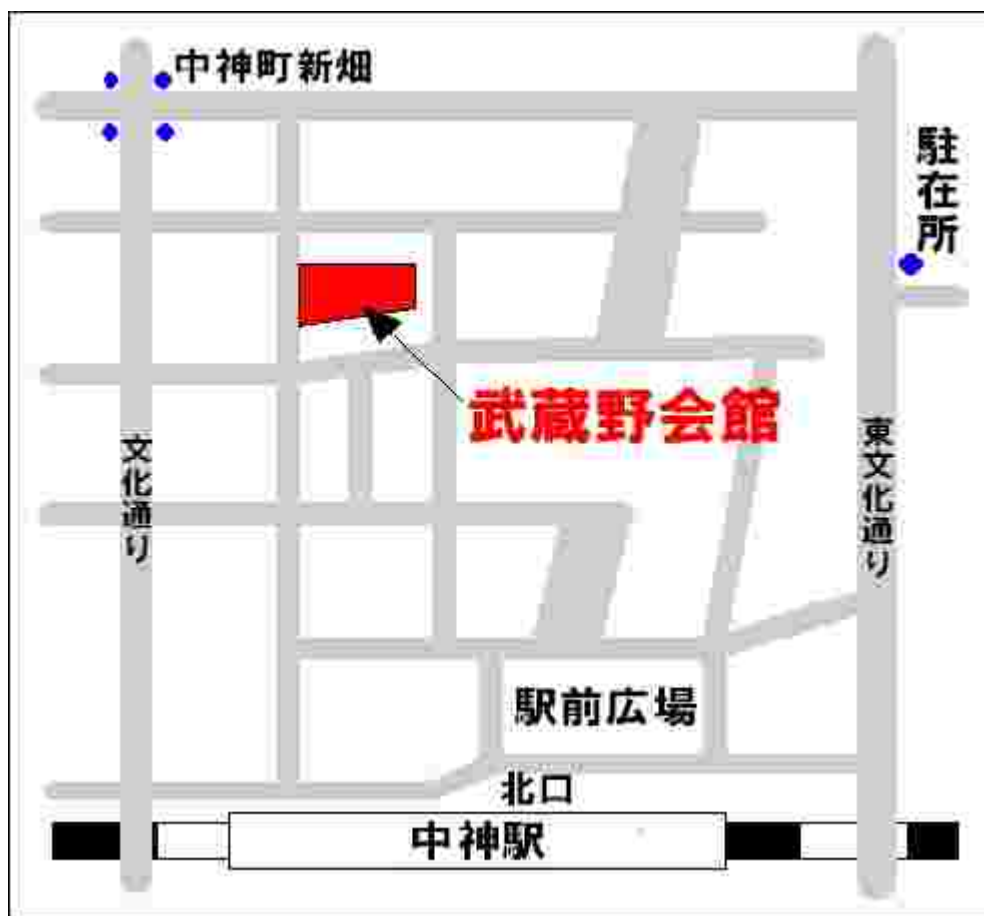 中神町新畑
駐在所
武蔵野会館
文化通り
東文化通り
駅前広場
北口
中神駅